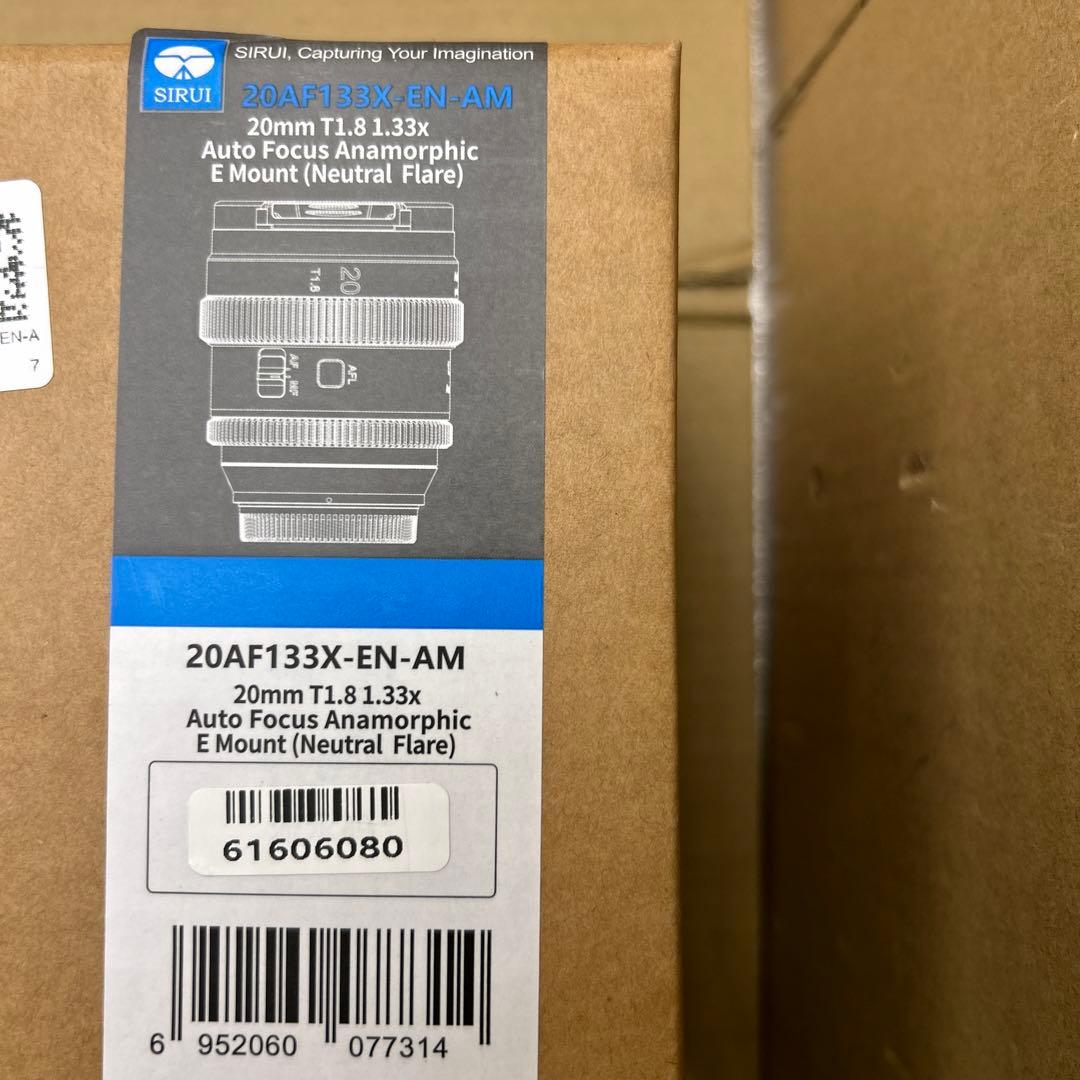 SIRUI, Capturing Your Imagination
SIRUI
20AF133X-EN-AM
20mm T1.8 1.33x
Auto Focus Anamorphic
E Mount (Neutral Flare)
20
T1.8
AFL
20AF133X-EN-AM
20mm T1.8 1.33x
Auto Focus Anamorphic
E Mount (Neutral Flare)
61606080
6 952060 077314
EN-A
7